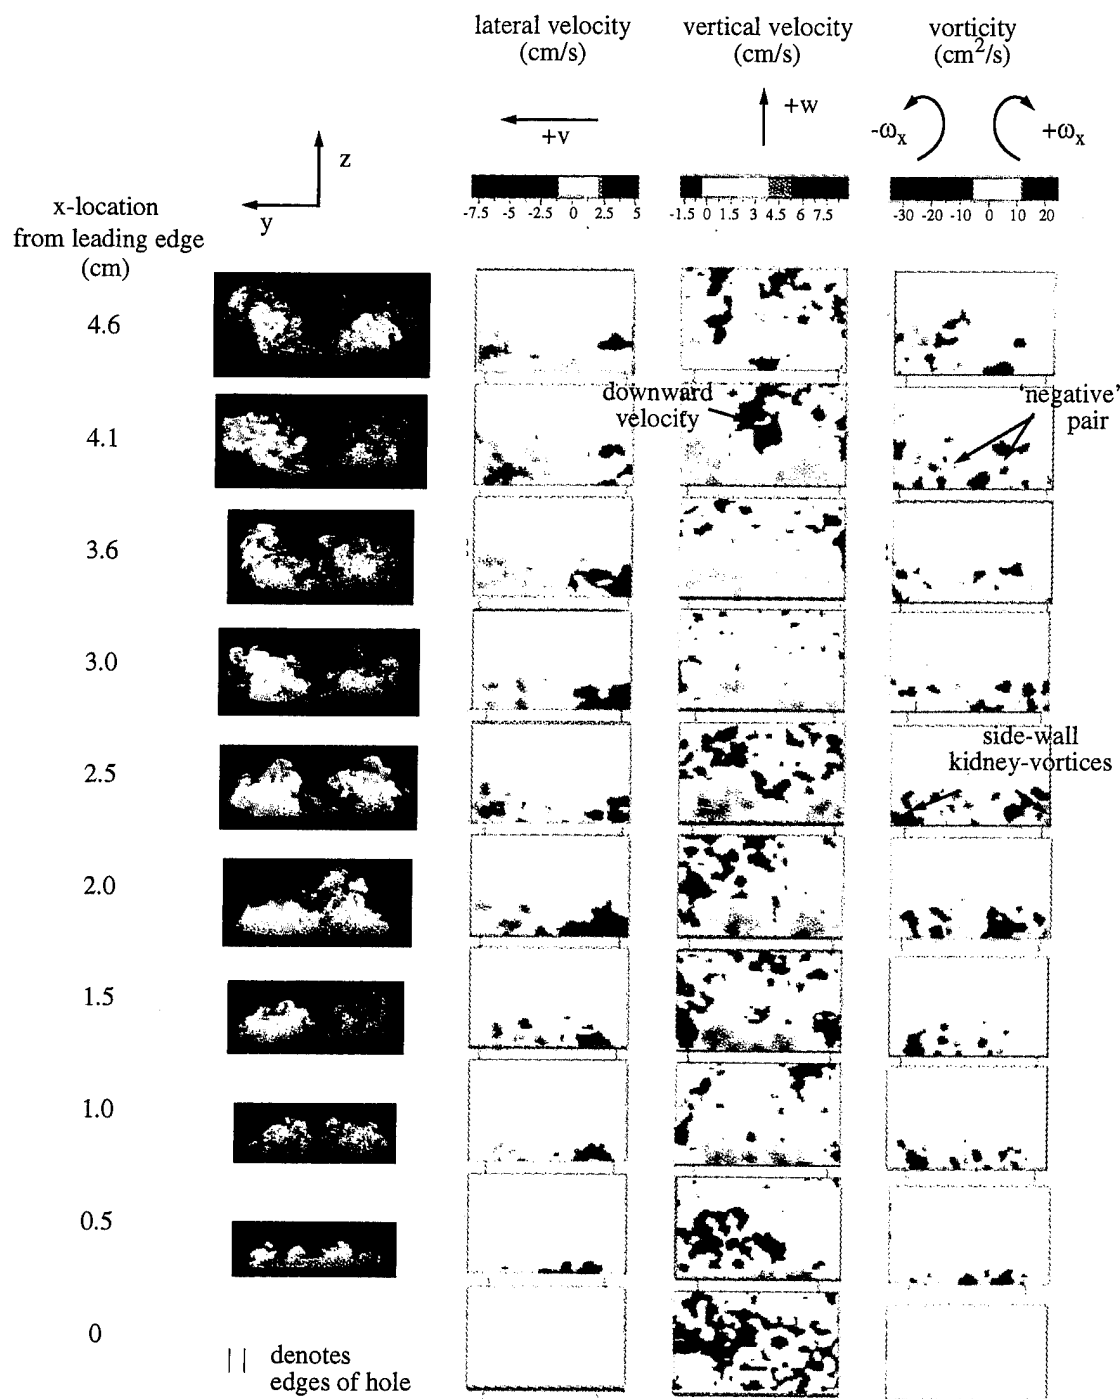 lateral velocity
(cm/s)
vertical velocity
(cm/s)
vorticity
(cm²/s)
+v
+w
-ωx
+ωx
z
y
-7.5 -5 -2.5 0 2.5 5
-1.5 0 1.5 3 4.5 6 7.5
-30 -20 -10 0 10 20
x-location
from leading edge
(cm)
4.6
4.1
downward
velocity
'negative'
pair
3.6
3.0
2.5
side-wall
kidney-vortices
2.0
1.5
1.0
0.5
0
|| denotes
edges of hole